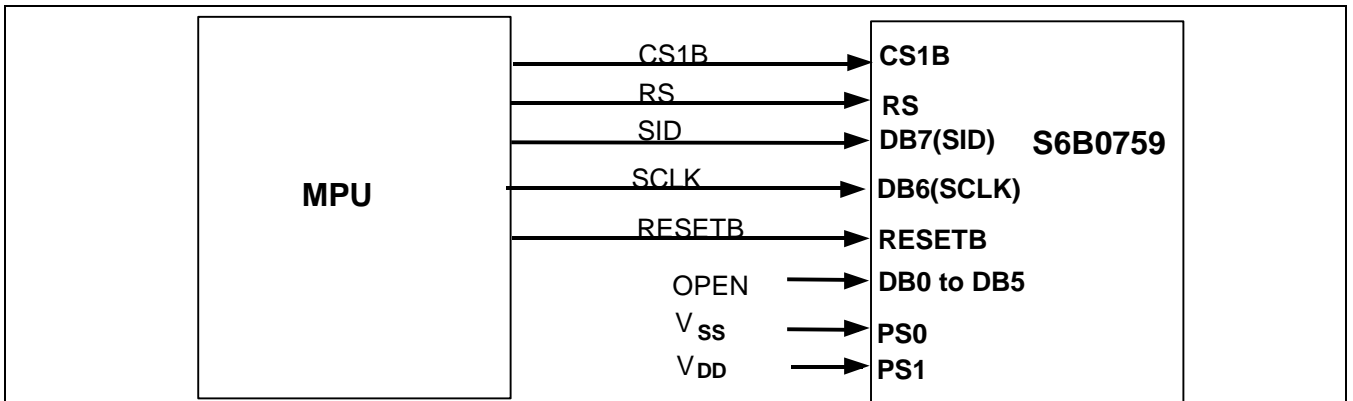 CS1B CS1B
RS RS
SID DB7(SID) S6B0759
MPU SCLK DB6(SCLK)
RESETB RESETB
OPEN DB0 to DB5
VSS PS0
VDD PS1